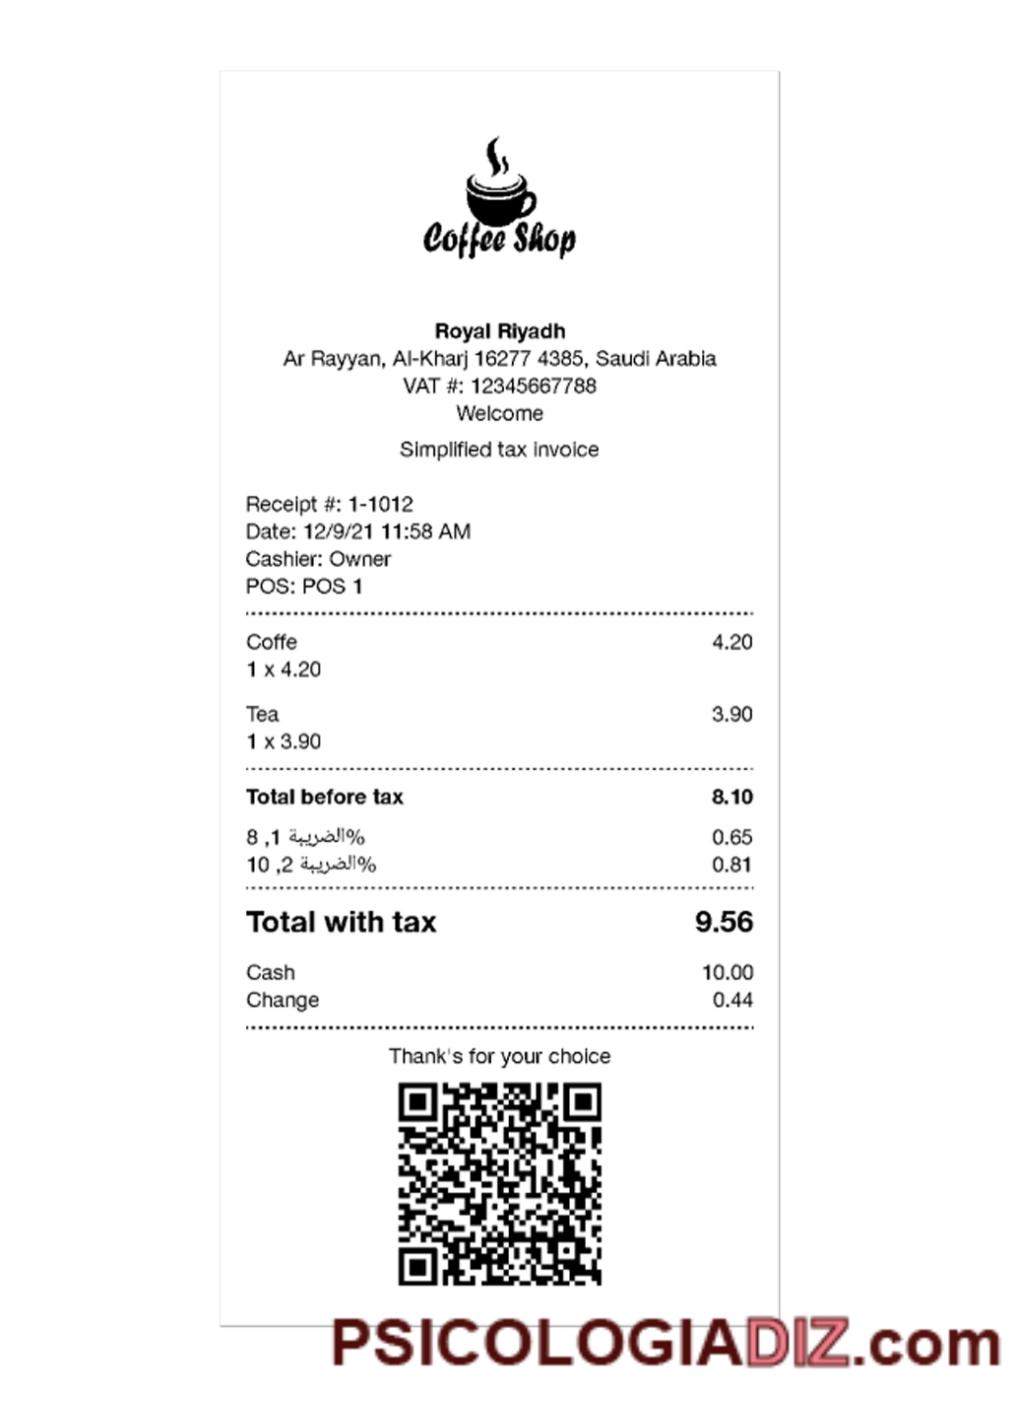 Coffee Shop
Royal Riyadh
Ar Rayyan, Al-Kharj 16277 4385, Saudi Arabia
VAT #: 12345667788
Welcome
Simplified tax invoice
Receipt #: 1-1012
Date: 12/9/21 11:58 AM
Cashier: Owner
POS: POS 1
Coffe 4.20
1 x 4.20
Tea 3.90
1 x 3.90
Total before tax 8.10
8 ,1 الضريبة% 0.65
10 ,2 الضريبة% 0.81
Total with tax 9.56
Cash 10.00
Change 0.44
Thank's for your choice
PSICOLOGIADIZ.com